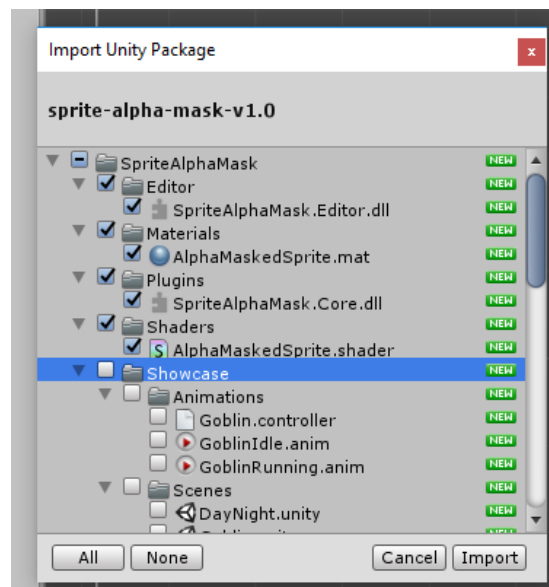 Import Unity Package
x
sprite-alpha-mask-v1.0
SpriteAlphaMask NEW
Editor NEW
SpriteAlphaMask.Editor.dll NEW
Materials NEW
AlphaMaskedSprite.mat NEW
Plugins NEW
SpriteAlphaMask.Core.dll NEW
Shaders NEW
S AlphaMaskedSprite.shader NEW
Showcase NEW
Animations NEW
Goblin.controller NEW
GoblinIdle.anim NEW
GoblinRunning.anim NEW
Scenes NEW
DayNight.unity NEW
All None Cancel Import